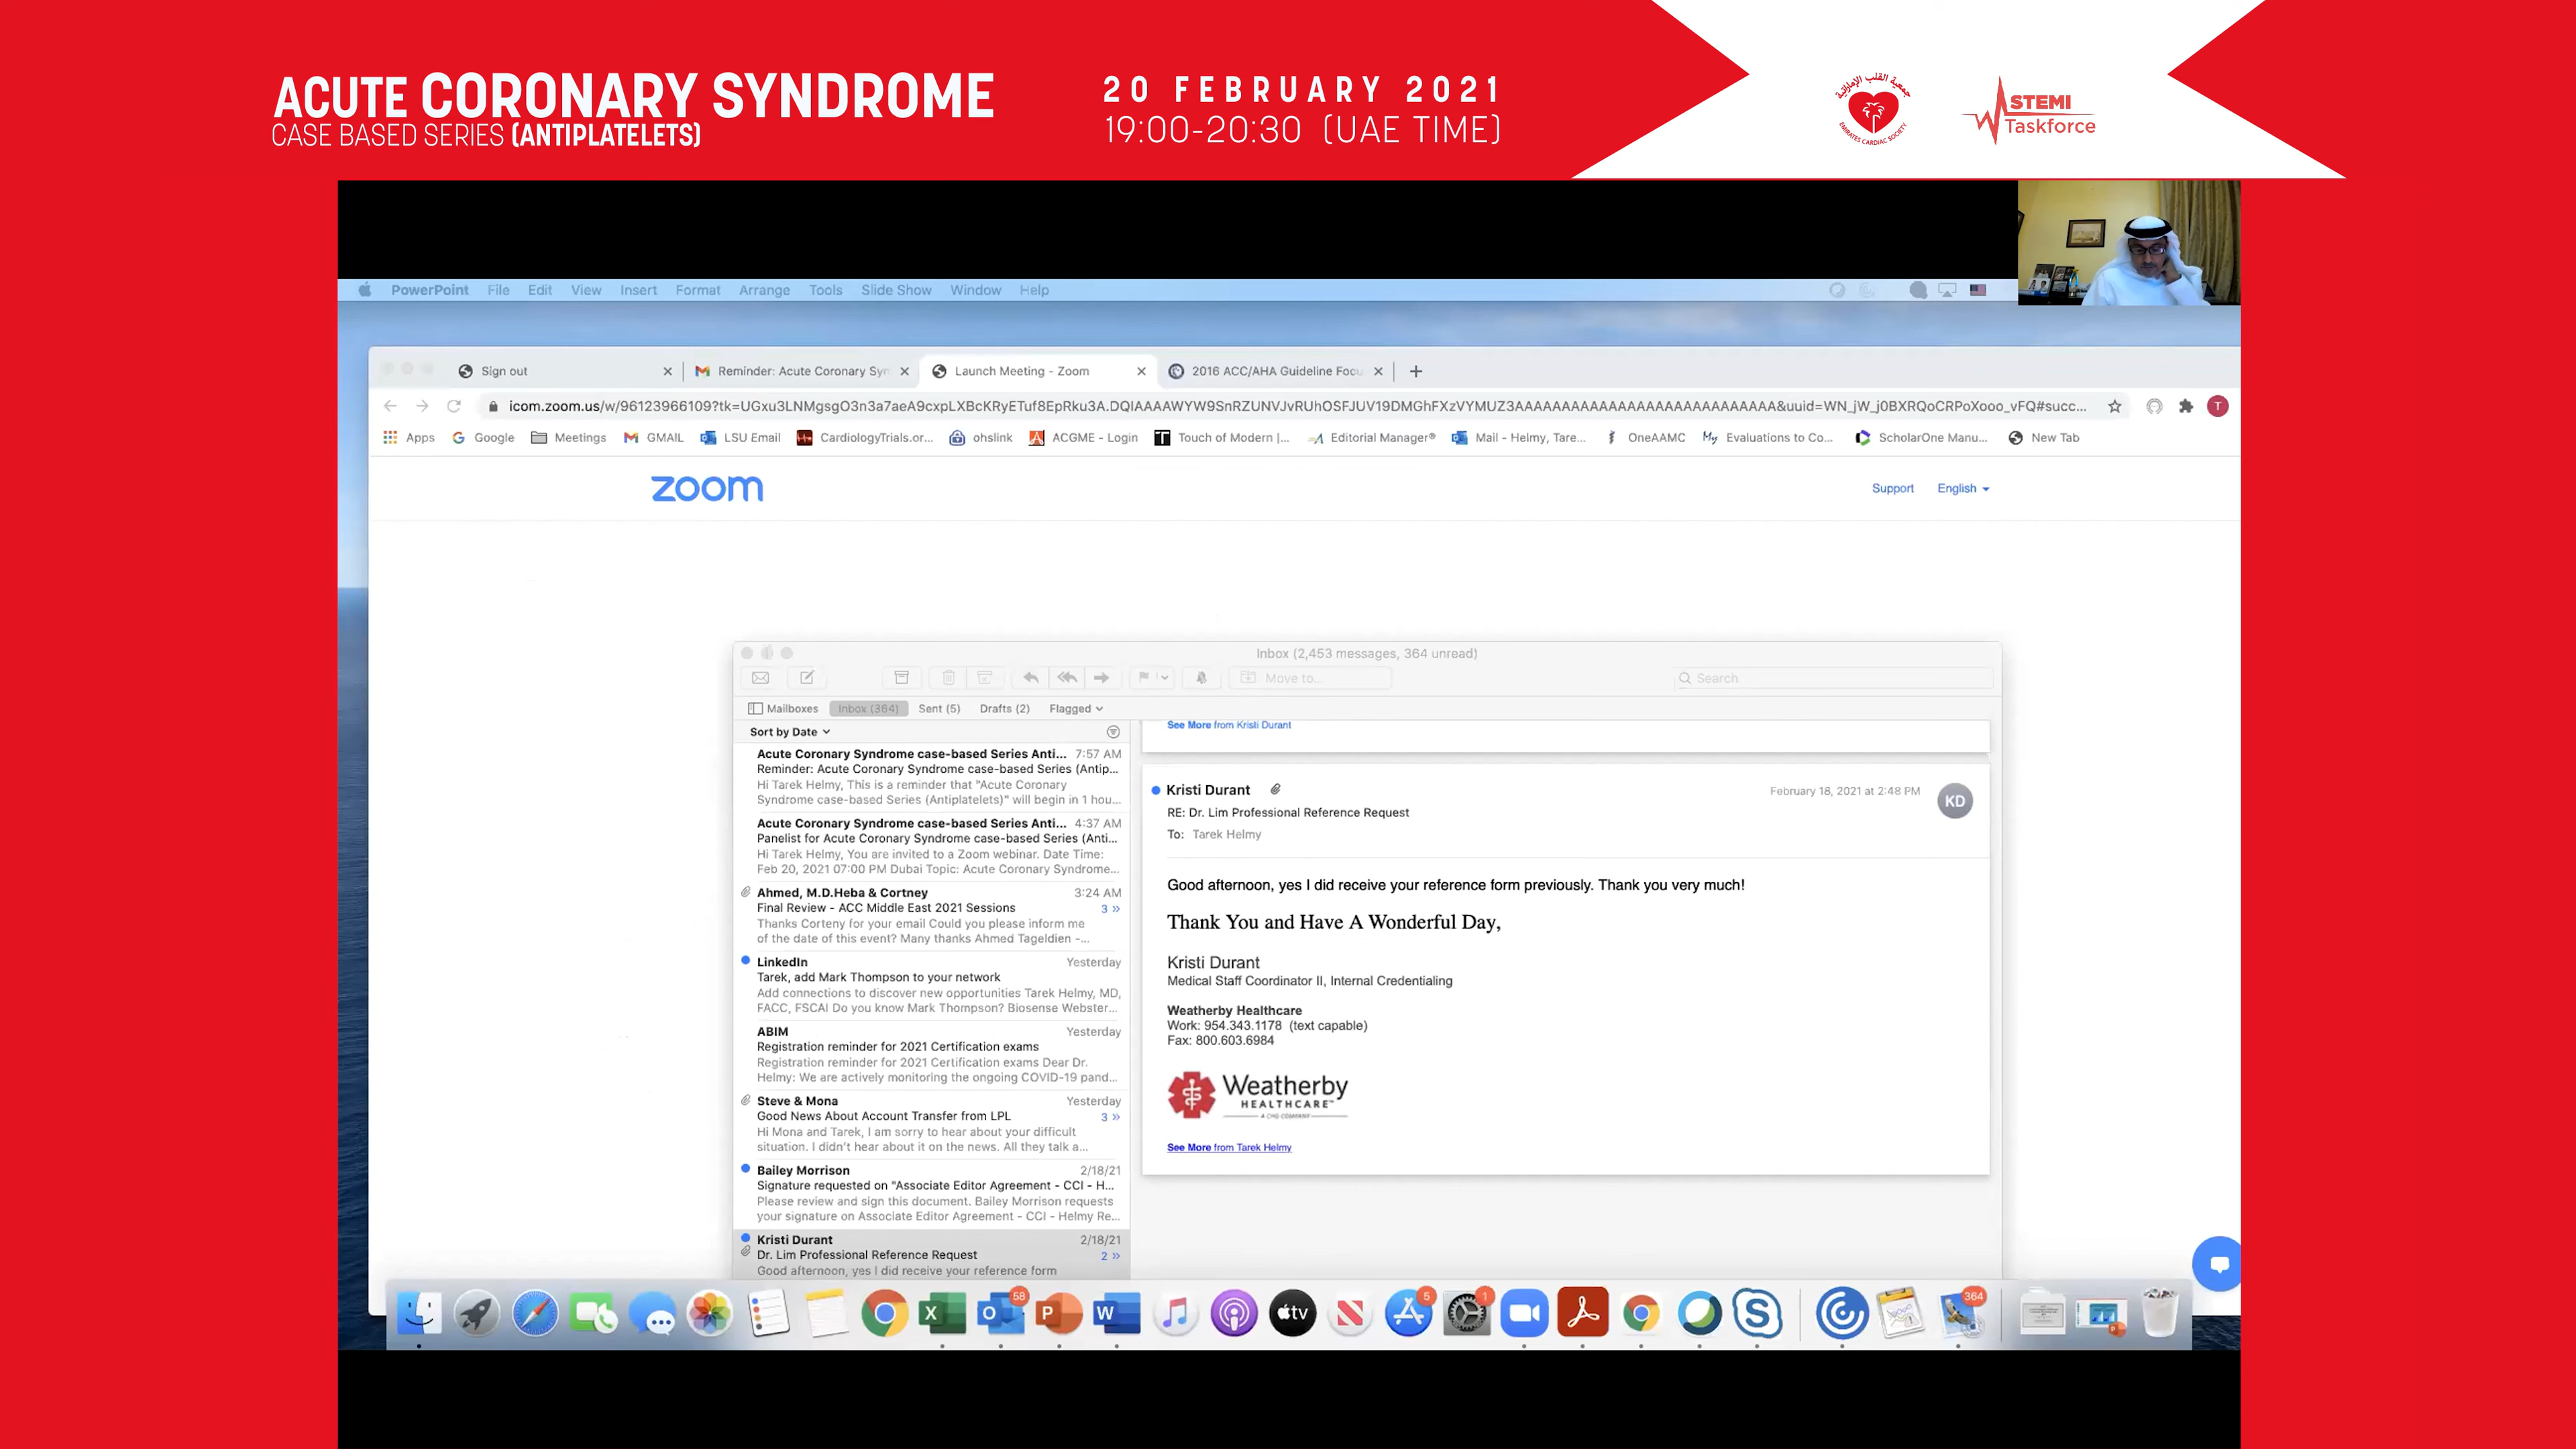 ACUTE CORONARY SYNDROME
CASE BASED SERIES (ANTIPLATELETS)
20 FEBRUARY 2021
19:00-20:30 (UAE TIME)
جمعية القلب الإماراتية
EMIRATES CARDIAC SOCIETY
STEMI
Taskforce
PowerPoint File Edit View Insert Format Arrange Tools Slide Show Window Help
Sign out
Reminder: Acute Coronary Syn
Launch Meeting - Zoom
2016 ACC/AHA Guideline Focu
T
Apps Google Meetings GMAIL LSU Email CardiologyTrials.or... ohslink ACGME - Login Touch of Modern |... Editorial Manager® Mail - Helmy, Tare... OneAAMC My Evaluations to Co... ScholarOne Manu... New Tab
zoom
Support English
Inbox (2,453 messages, 364 unread)
Move to...
Search
Mailboxes Inbox (364) Sent (5) Drafts (2) Flagged
Sort by Date
Acute Coronary Syndrome case-based Series Anti... 7:57 AM
Reminder: Acute Coronary Syndrome case-based Series (Antip...
Hi Tarek Helmy, This is a reminder that "Acute Coronary
Syndrome case-based Series (Antiplatelets)" will begin in 1 hou...
Acute Coronary Syndrome case-based Series Anti... 4:37 AM
Panelist for Acute Coronary Syndrome case-based Series (Anti...
Hi Tarek Helmy, You are invited to a Zoom webinar. Date Time:
Feb 20, 2021 07:00 PM Dubai Topic: Acute Coronary Syndrome...
Ahmed, M.D.Heba & Cortney 3:24 AM
Final Review - ACC Middle East 2021 Sessions 3 »
Thanks Corteny for your email Could you please inform me
of the date of this event? Many thanks Ahmed Tageldien -...
LinkedIn Yesterday
Tarek, add Mark Thompson to your network
Add connections to discover new opportunities Tarek Helmy, MD,
FACC, FSCAI Do you know Mark Thompson? Biosense Webster...
ABIM Yesterday
Registration reminder for 2021 Certification exams
Registration reminder for 2021 Certification exams Dear Dr.
Helmy: We are actively monitoring the ongoing COVID-19 pand...
Steve & Mona Yesterday
Good News About Account Transfer from LPL 3 »
Hi Mona and Tarek, I am sorry to hear about your difficult
situation. I didn't hear about it on the news. All they talk a...
Bailey Morrison 2/18/21
Signature requested on "Associate Editor Agreement - CCI - H...
Please review and sign this document. Bailey Morrison requests
your signature on Associate Editor Agreement - CCI - Helmy Re...
Kristi Durant 2/18/21
Dr. Lim Professional Reference Request 2 »
Good afternoon, yes I did receive your reference form
See More from Kristi Durant
Kristi Durant February 18, 2021 at 2:48 PM KD
RE: Dr. Lim Professional Reference Request
To: Tarek Helmy
Good afternoon, yes I did receive your reference form previously. Thank you very much!
Thank You and Have A Wonderful Day,
Kristi Durant
Medical Staff Coordinator II, Internal Credentialing
Weatherby Healthcare
Work: 954.343.1178 (text capable)
Fax: 800.603.6984
Weatherby
HEALTHCARE™
A CHG COMPANY
See More from Tarek Helmy
X O 58 P W tv 5 1 S 364